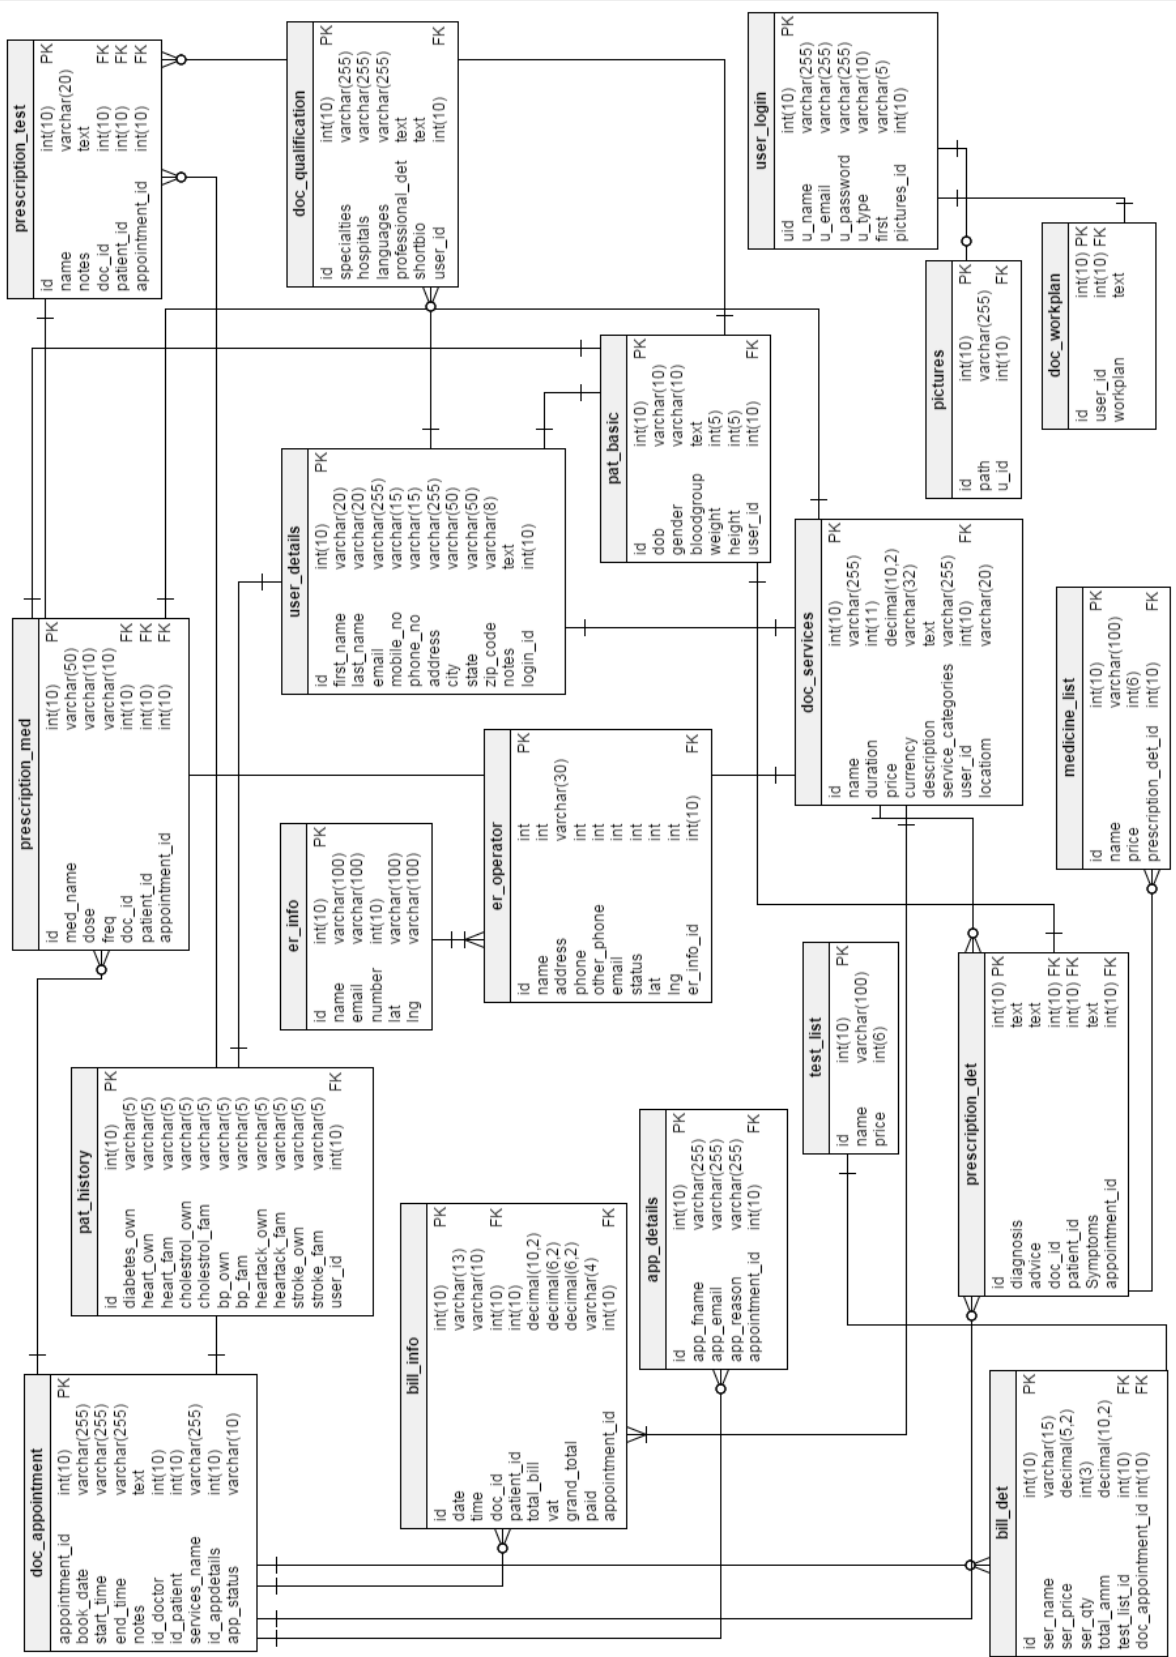 doc_appointment
appointment_id int(10) PK
book_date varchar(255)
start_time varchar(255)
end_time varchar(255)
notes text
id_doctor int(10)
id_patient int(10)
services_name varchar(255)
id_appdetails int(10)
app_status varchar(10)
pat_history
id int(10) PK
diabetes_own varchar(5)
heart_own varchar(5)
heart_fam varchar(5)
cholestrol_own varchar(5)
cholestrol_fam varchar(5)
bp_own varchar(5)
bp_fam varchar(5)
heartack_own varchar(5)
heartack_fam varchar(5)
stroke_own varchar(5)
stroke_fam varchar(5)
user_id int(10) FK
prescription_med
id int(10) PK
med_name varchar(50)
dose varchar(10)
freq varchar(10)
doc_id int(10) FK
patient_id int(10) FK
appointment_id int(10) FK
prescription_test
id int(10) PK
name varchar(20)
notes text
doc_id int(10) FK
patient_id int(10) FK
appointment_id int(10) FK
bill_info
id int(10) PK
date varchar(13)
time varchar(10)
doc_id int(10) FK
patient_id int(10)
total_bill decimal(10,2)
vat decimal(6,2)
grand_total decimal(6,2)
paid varchar(4)
appointment_id int(10) FK
er_info
id int(10) PK
name varchar(100)
email varchar(100)
number int(10)
lat varchar(100)
lng varchar(100)
user_details
id int(10) PK
first_name varchar(20)
last_name varchar(20)
email varchar(255)
mobile_no varchar(15)
phone_no varchar(15)
address varchar(255)
city varchar(50)
state varchar(50)
zip_code varchar(8)
notes text
login_id int(10)
doc_qualification
id int(10) PK
specialties varchar(255)
hospitals varchar(255)
languages varchar(255)
professional_det text
shortbio text
user_id int(10) FK
er_operator
id int PK
name int
address varchar(30)
phone int
other_phone int
email int
status int
lat int
lng int
er_info_id int(10) FK
app_details
id int(10) PK
app_fname varchar(255)
app_email varchar(255)
app_reason varchar(255)
appointment_id int(10) FK
pat_basic
id int(10) PK
dob varchar(10)
gender varchar(10)
bloodgroup text
weight int(5)
height int(5)
user_id int(10) FK
user_login
uid int(10) PK
u_name varchar(255)
u_email varchar(255)
u_password varchar(255)
u_type varchar(10)
first varchar(5)
pictures_id int(10)
test_list
id int(10) PK
name varchar(100)
price int(6)
doc_services
id int(10) PK
name varchar(255)
duration int(11)
price decimal(10,2)
currency varchar(32)
description text
service_categories varchar(255)
user_id int(10) FK
locatiom varchar(20)
pictures
id int(10) PK
path varchar(255)
u_id int(10) FK
bill_det
id int(10) PK
ser_name varchar(15)
ser_price decimal(5,2)
ser_qty int(3)
total_amm decimal(10,2)
test_list_id int(10) FK
doc_appointment_id int(10) FK
prescription_det
id int(10) PK
diagnosis text
advice text
doc_id int(10) FK
patient_id int(10) FK
Symptoms text
appointment_id int(10) FK
medicine_list
id int(10) PK
name varchar(100)
price int(6)
prescription_det_id int(10) FK
doc_workplan
id int(10) PK
user_id int(10) FK
workplan text